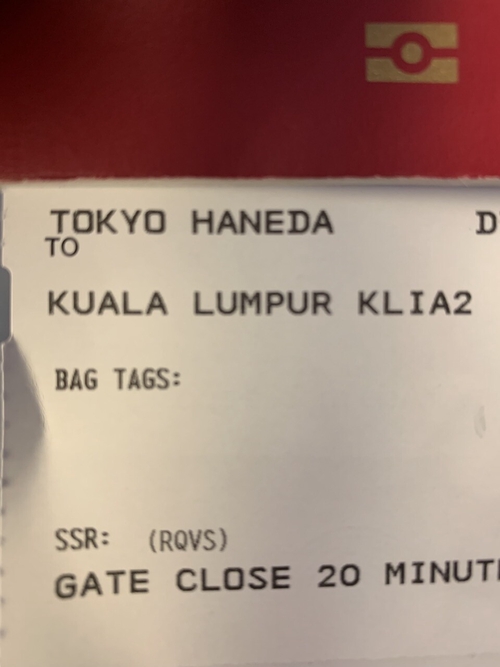 TOKYO HANEDA D
TO
KUALA LUMPUR KLIA2
BAG TAGS:
SSR: (RQVS)
GATE CLOSE 20